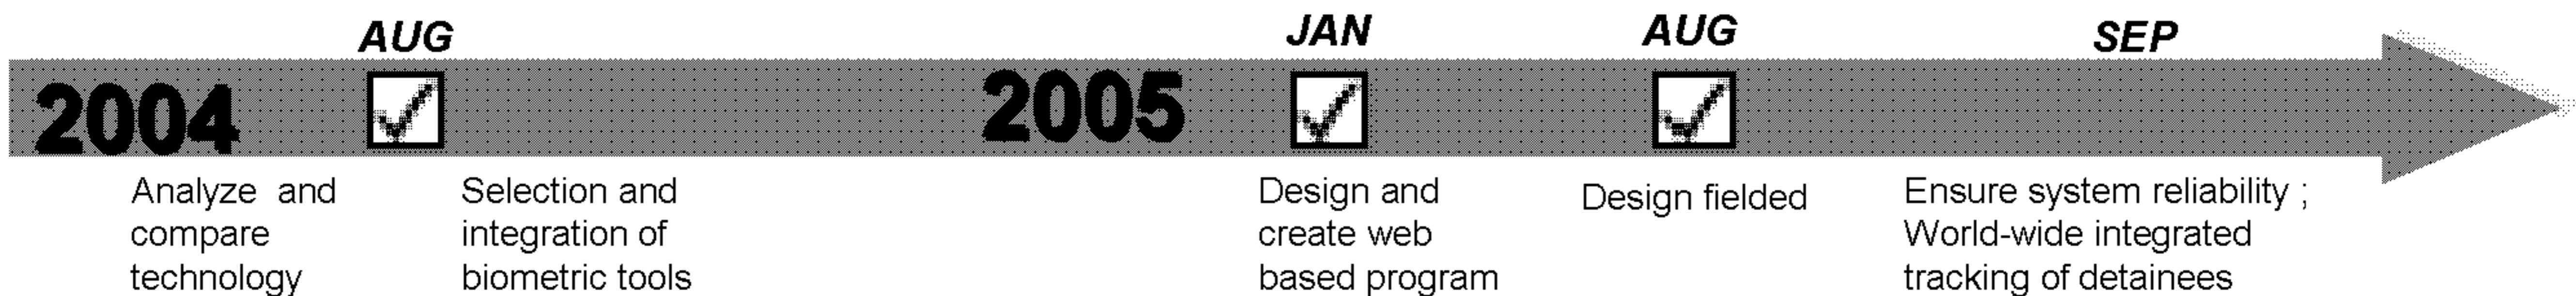 AUG JAN AUG SEP
2004 2005
Analyze and
compare
technology
Selection and
integration of
biometric tools
Design and
create web
based program
Design fielded
Ensure system reliability ;
World-wide integrated
tracking of detainees